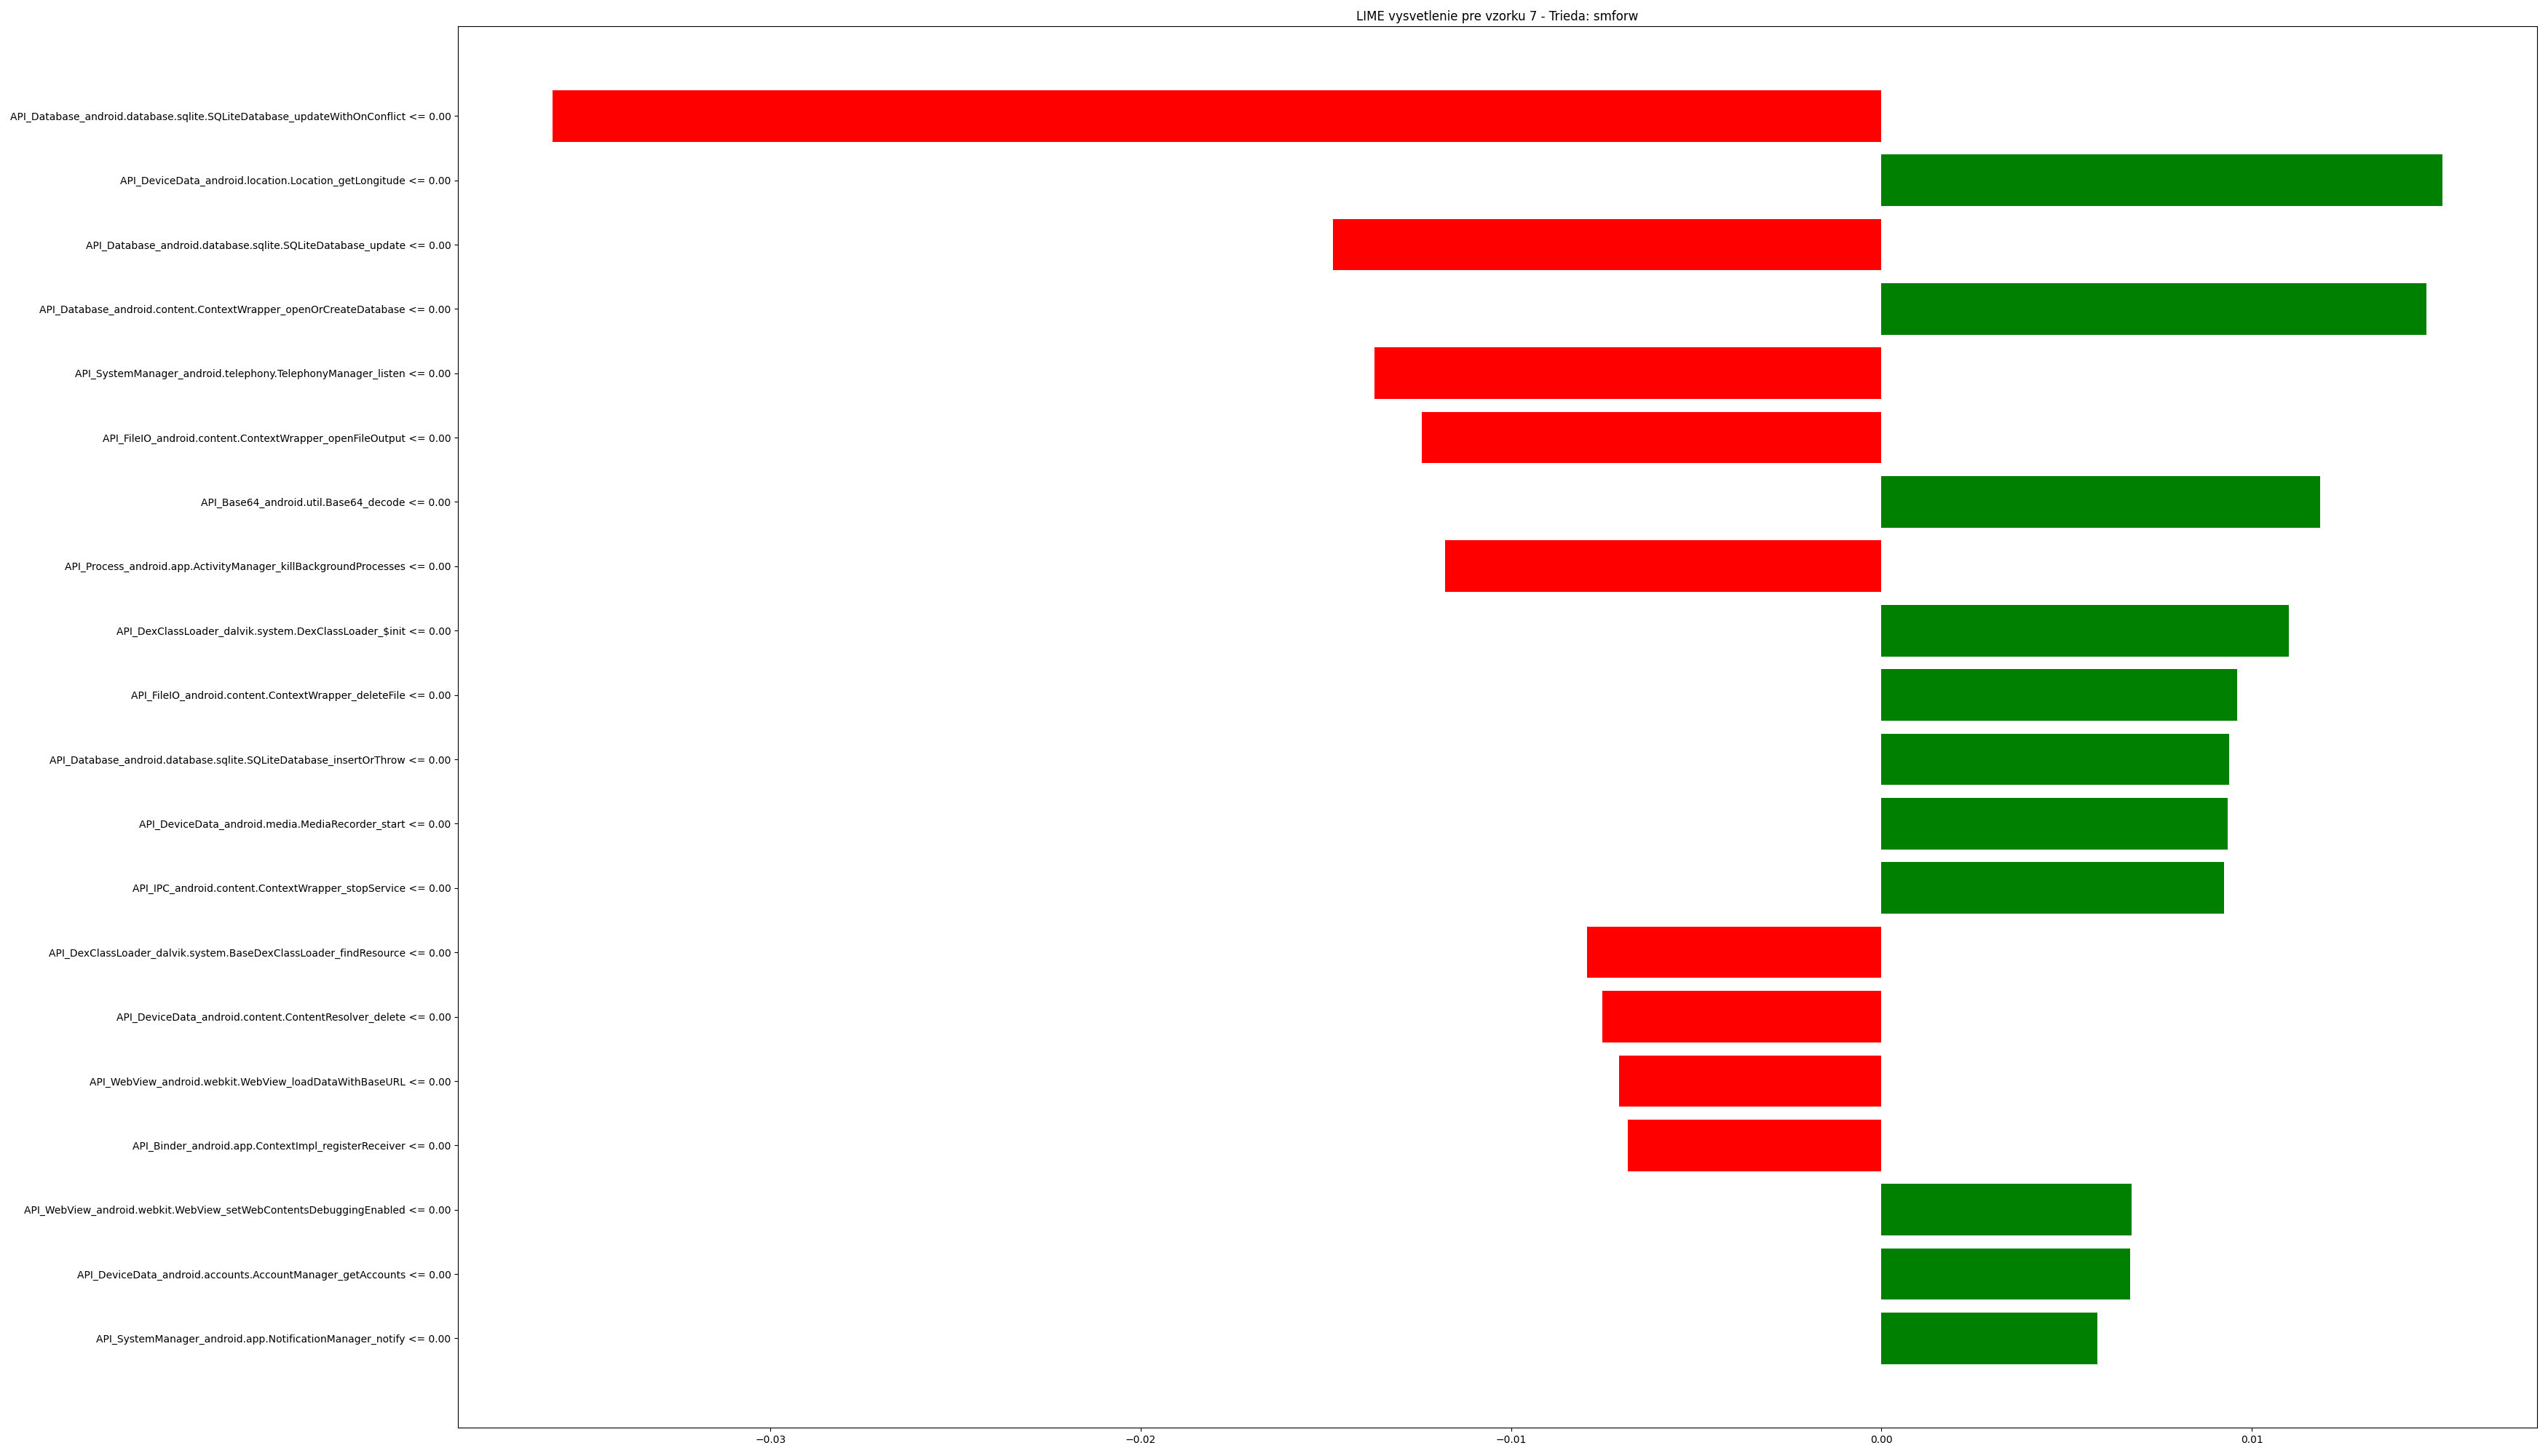 LIME vysvetlenie pre vzorku 7 - Trieda: smforw
API_Database_android.database.sqlite.SQLiteDatabase_updateWithOnConflict <= 0.00
API_DeviceData_android.location.Location_getLongitude <= 0.00
API_Database_android.database.sqlite.SQLiteDatabase_update <= 0.00
API_Database_android.content.ContextWrapper_openOrCreateDatabase <= 0.00
API_SystemManager_android.telephony.TelephonyManager_listen <= 0.00
API_FileIO_android.content.ContextWrapper_openFileOutput <= 0.00
API_Base64_android.util.Base64_decode <= 0.00
API_Process_android.app.ActivityManager_killBackgroundProcesses <= 0.00
API_DexClassLoader_dalvik.system.DexClassLoader_$init <= 0.00
API_FileIO_android.content.ContextWrapper_deleteFile <= 0.00
API_Database_android.database.sqlite.SQLiteDatabase_insertOrThrow <= 0.00
API_DeviceData_android.media.MediaRecorder_start <= 0.00
API_IPC_android.content.ContextWrapper_stopService <= 0.00
API_DexClassLoader_dalvik.system.BaseDexClassLoader_findResource <= 0.00
API_DeviceData_android.content.ContentResolver_delete <= 0.00
API_WebView_android.webkit.WebView_loadDataWithBaseURL <= 0.00
API_Binder_android.app.ContextImpl_registerReceiver <= 0.00
API_WebView_android.webkit.WebView_setWebContentsDebuggingEnabled <= 0.00
API_DeviceData_android.accounts.AccountManager_getAccounts <= 0.00
API_SystemManager_android.app.NotificationManager_notify <= 0.00
−0.03 −0.02 −0.01 0.00 0.01